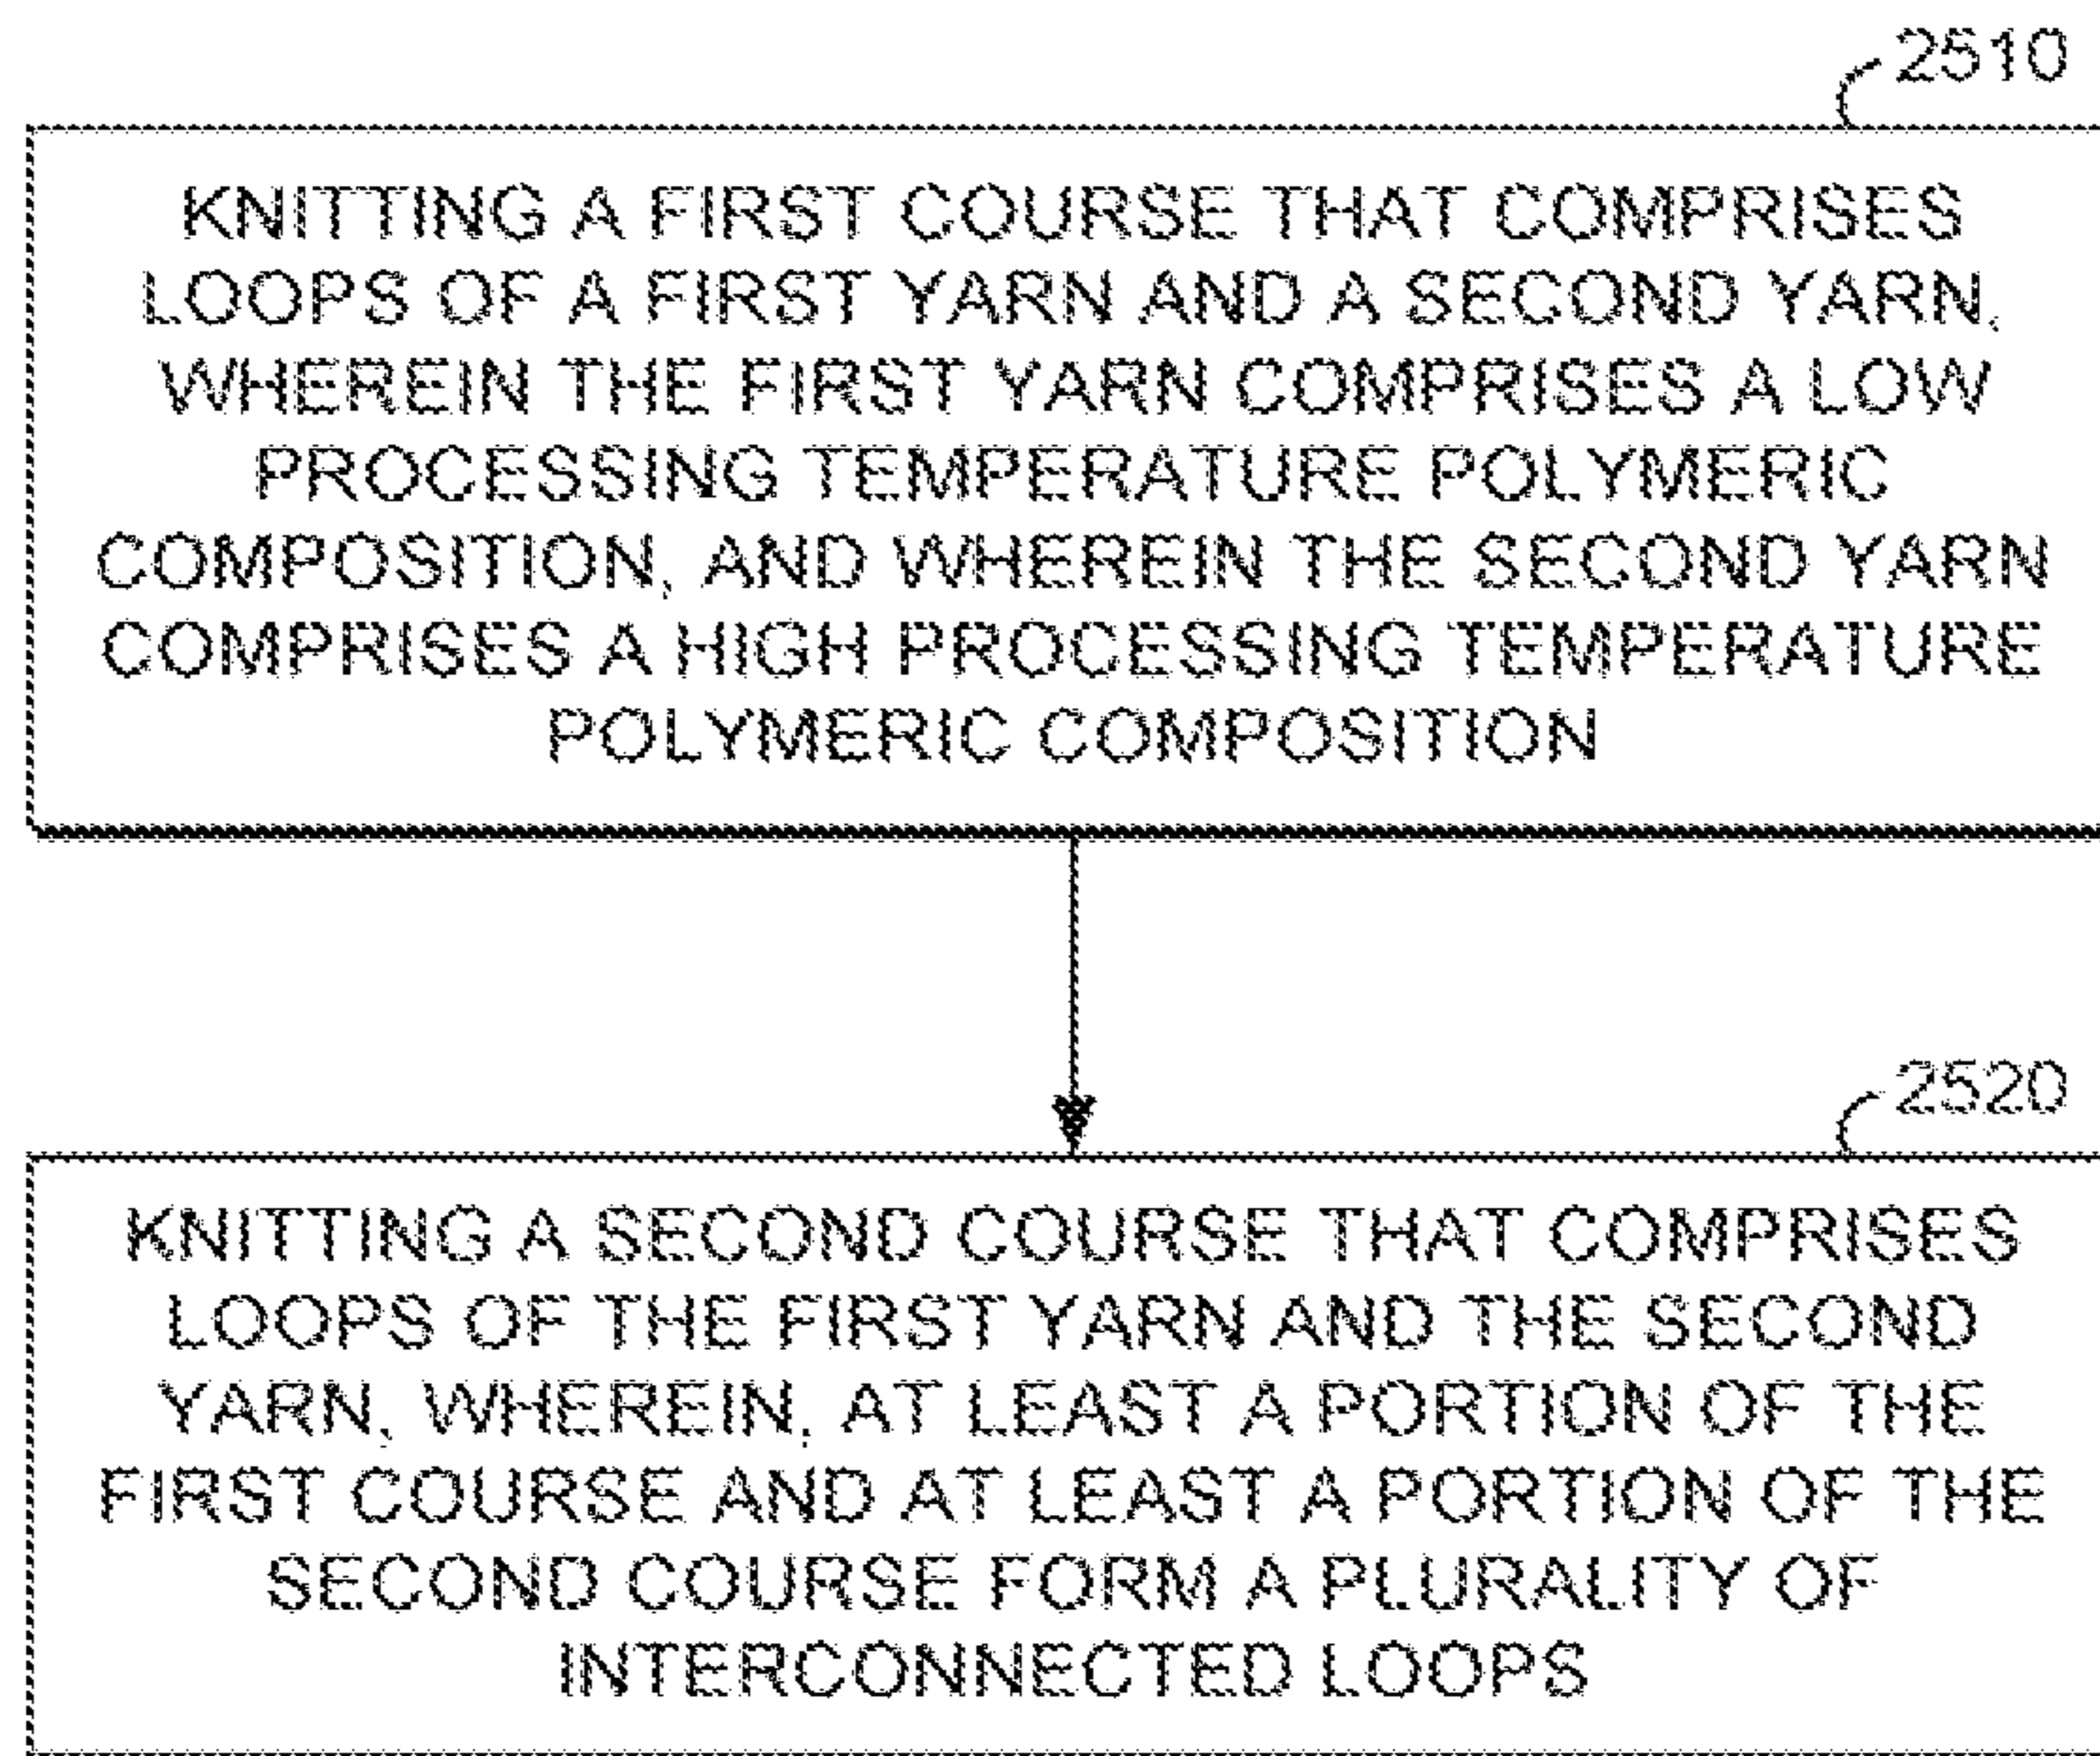 2510
KNITTING A FIRST COURSE THAT COMPRISES
LOOPS OF A FIRST YARN AND A SECOND YARN,
WHEREIN THE FIRST YARN COMPRISES A LOW
PROCESSING TEMPERATURE POLYMERIC
COMPOSITION, AND WHEREIN THE SECOND YARN
COMPRISES A HIGH PROCESSING TEMPERATURE
POLYMERIC COMPOSITION
2520
KNITTING A SECOND COURSE THAT COMPRISES
LOOPS OF THE FIRST YARN AND THE SECOND
YARN, WHEREIN, AT LEAST A PORTION OF THE
FIRST COURSE AND AT LEAST A PORTION OF THE
SECOND COURSE FORM A PLURALITY OF
INTERCONNECTED LOOPS